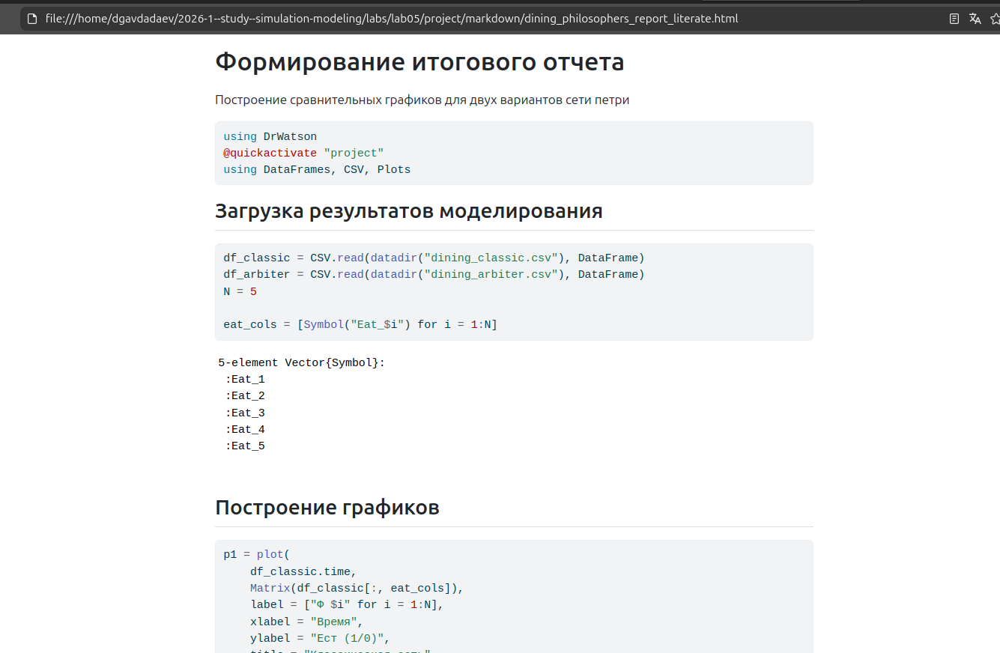 file:///home/dgavdadaev/2026-1--study--simulation-modeling/labs/lab05/project/markdown/dining_philosophers_report_literate.html
Формирование итогового отчета
Построение сравнительных графиков для двух вариантов сети петри
using DrWatson
@quickactivate "project"
using DataFrames, CSV, Plots
Загрузка результатов моделирования
df_classic = CSV.read(datadir("dining_classic.csv"), DataFrame)
df_arbiter = CSV.read(datadir("dining_arbiter.csv"), DataFrame)
N = 5
eat_cols = [Symbol("Eat_$i") for i = 1:N]
5-element Vector{Symbol}:
:Eat_1
:Eat_2
:Eat_3
:Eat_4
:Eat_5
Построение графиков
p1 = plot(
df_classic.time,
Matrix(df_classic[:, eat_cols]),
label = ["Ф $i" for i = 1:N],
xlabel = "Время",
ylabel = "Ест (1/0)",
title = "Классическая сеть"